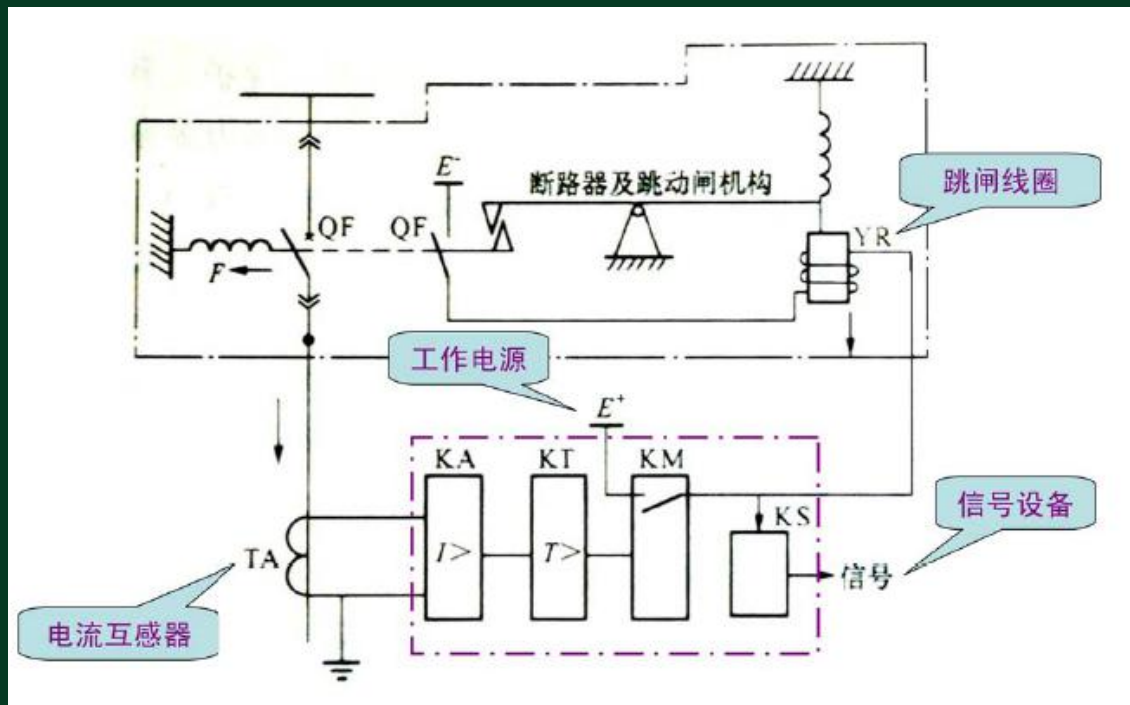 E⁻
断路器及跳动闸机构
跳闸线圈
QF
QF
YR
F
工作电源
E⁺
KA
KT
KM
KS
信号设备
TA
I>
T>
信号
电流互感器